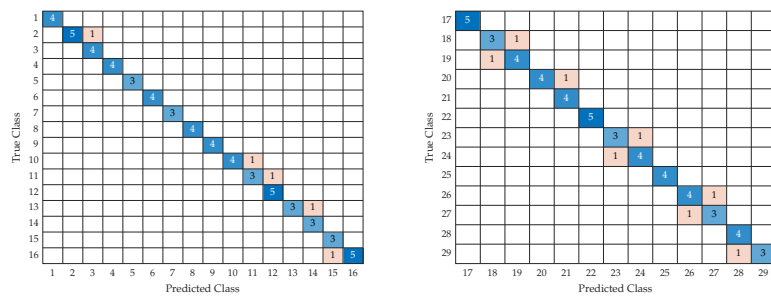 1 4
2 5 1
3 4
4 4
5 3
6 4
7 3
8 4
9 4
10 4 1
11 3 1
12 5
13 3 1
14 3
15 3
16 1 5
1 2 3 4 5 6 7 8 9 10 11 12 13 14 15 16
Predicted Class
True Class
17 5
18 3 1
19 1 4
20 4 1
21 4
22 5
23 3 1
24 1 4
25 4
26 4 1
27 1 3
28 4
29 1 3
17 18 19 20 21 22 23 24 25 26 27 28 29
Predicted Class
True Class